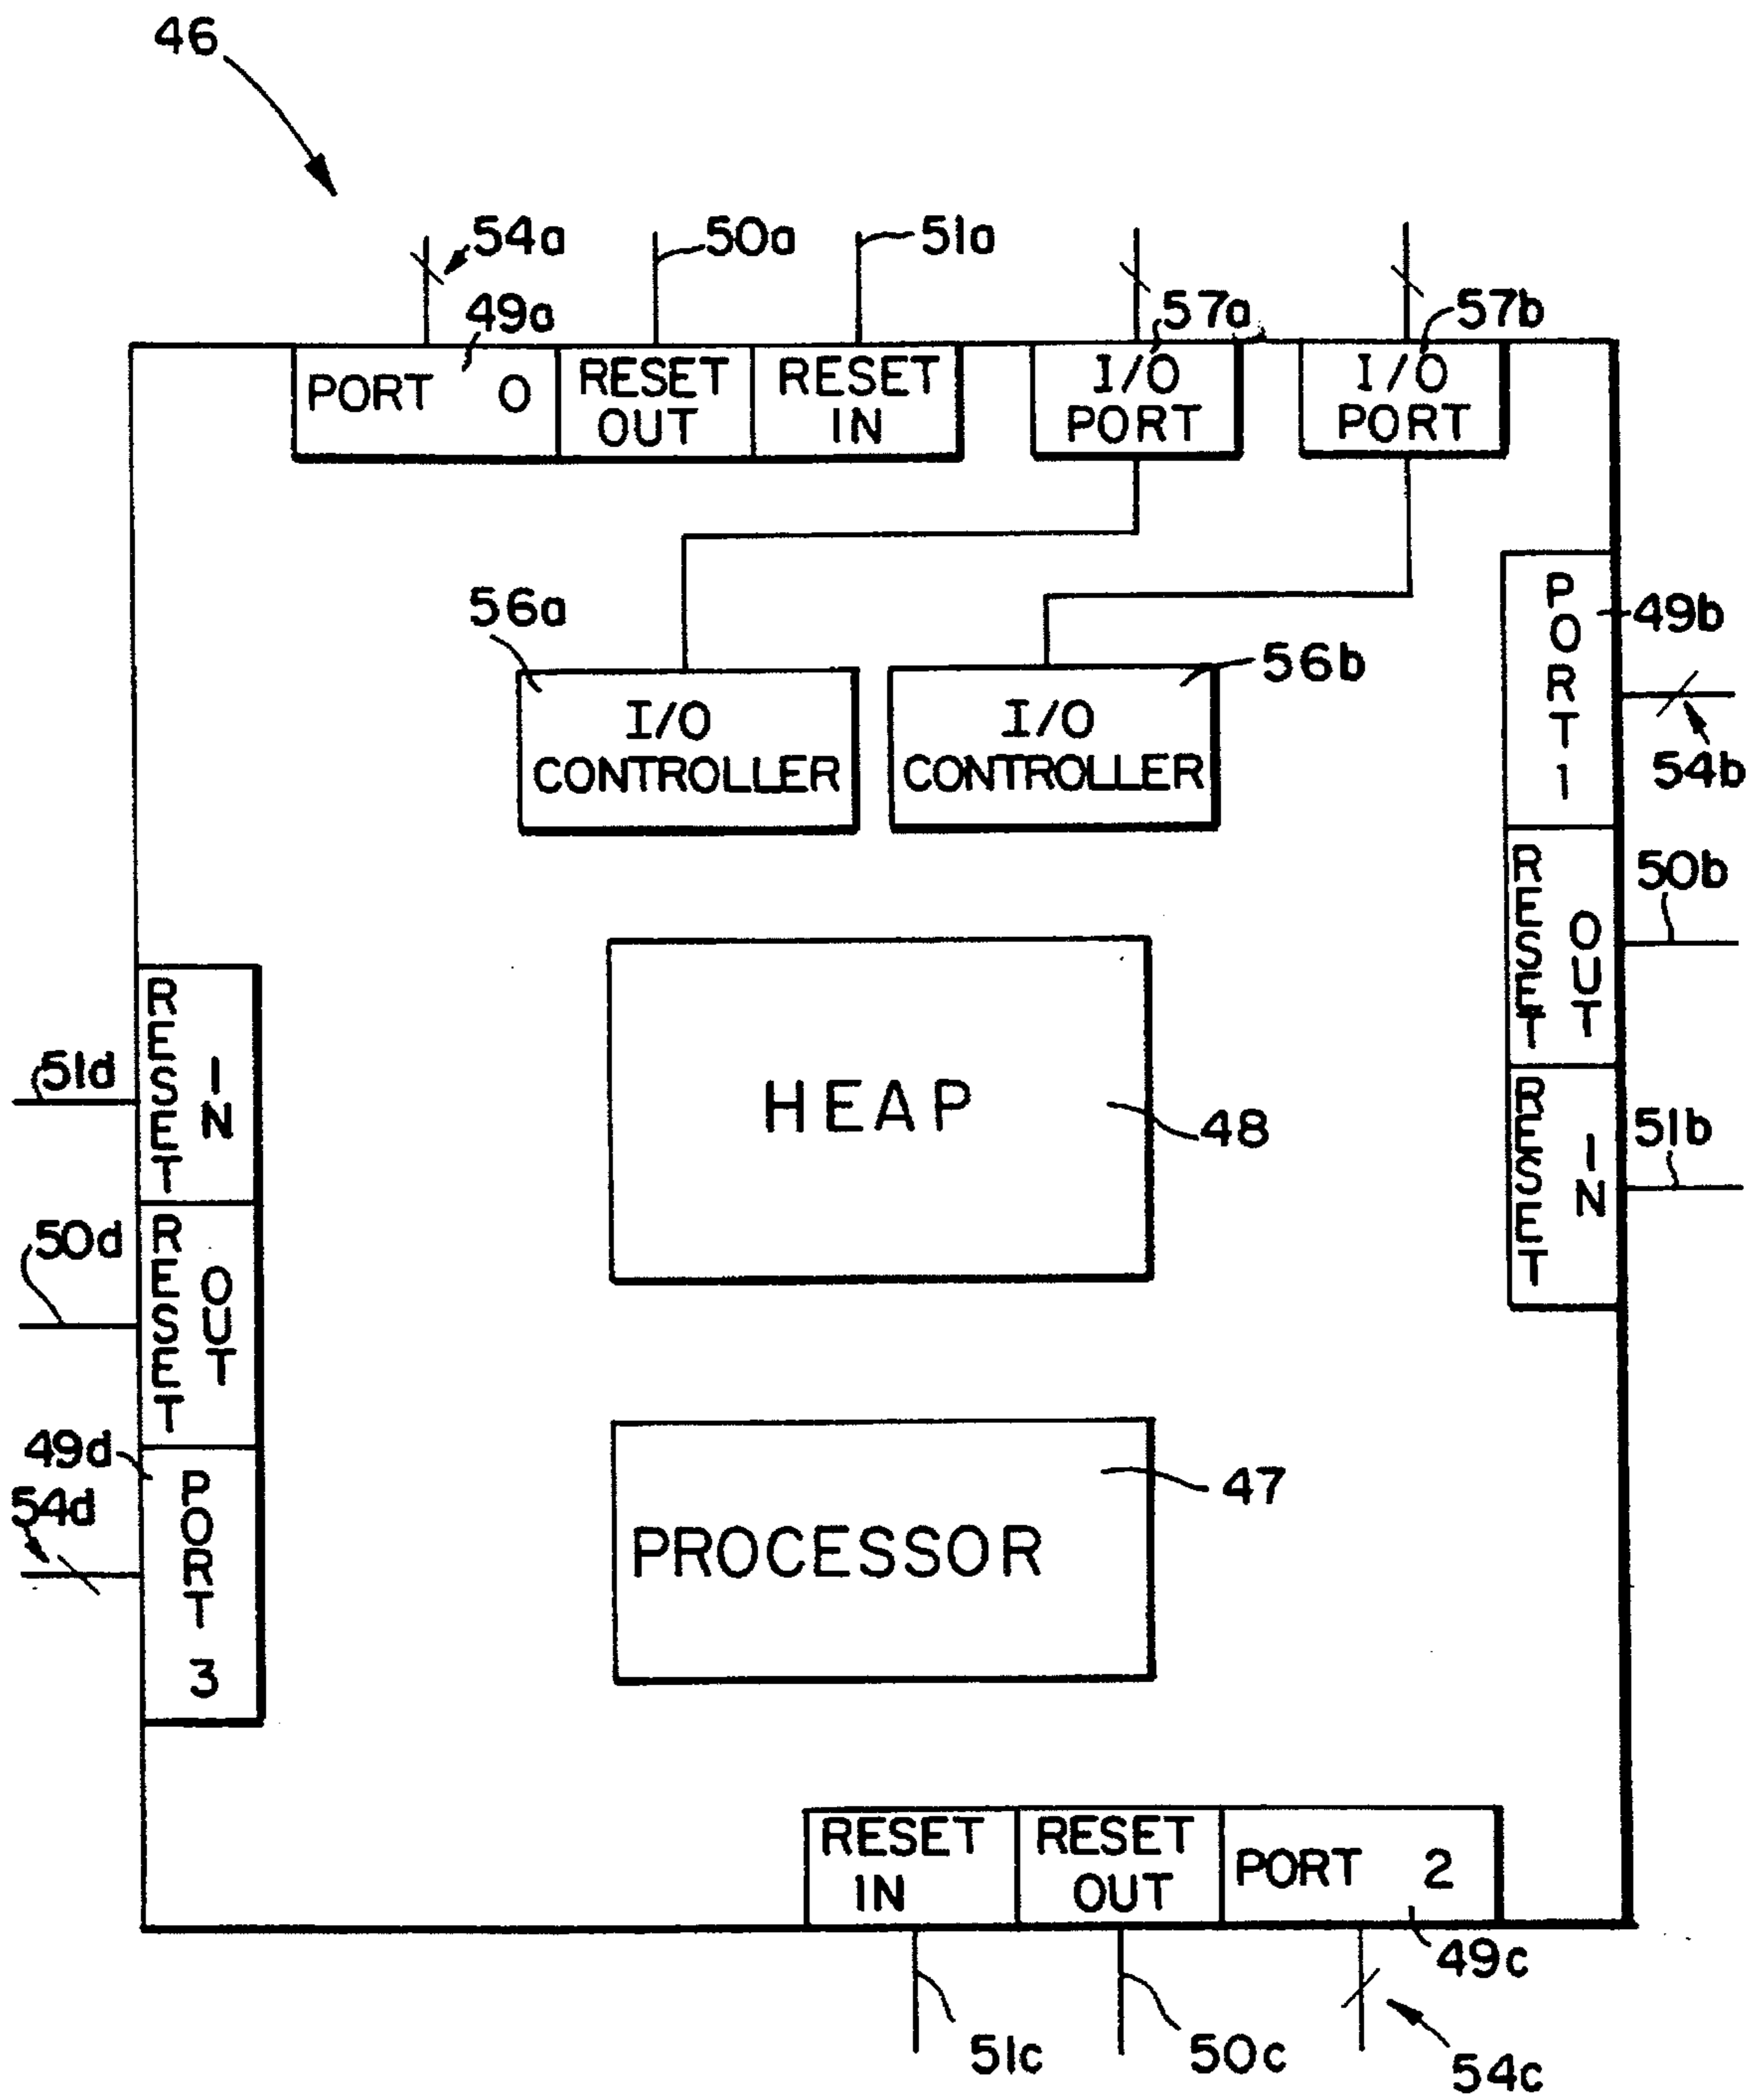 46
54a
50a
51a
49a
57a
57b
PORT 0
RESET OUT
RESET IN
I/O PORT
I/O PORT
56a
56b
I/O CONTROLLER
I/O CONTROLLER
PORT 1
49b
54b
RESET OUT
50b
RESET IN
51b
HEAP
48
RESET IN
51d
RESET OUT
50d
49d
54d
PORT 3
47
PROCESSOR
RESET IN
RESET OUT
PORT 2
49c
51c
50c
54c